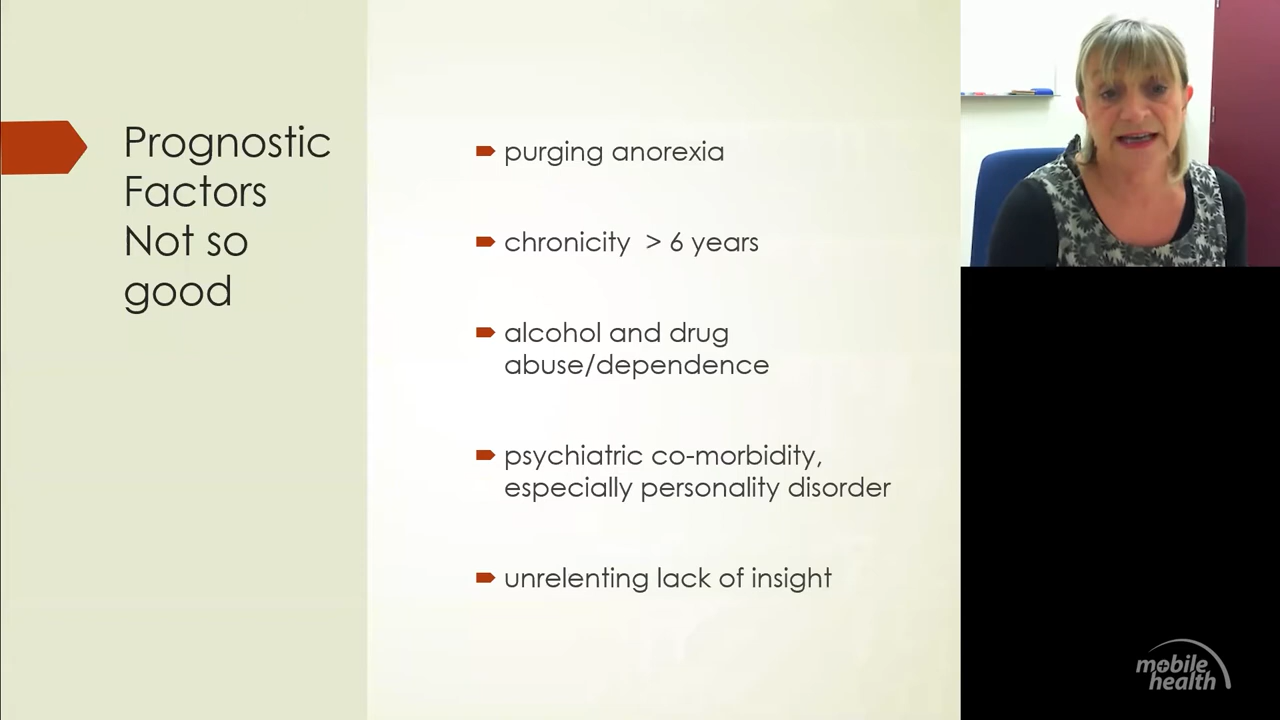 Prognostic
Factors
Not so
good
purging anorexia
chronicity > 6 years
alcohol and drug
abuse/dependence
psychiatric co-morbidity,
especially personality disorder
unrelenting lack of insight
mobile
health